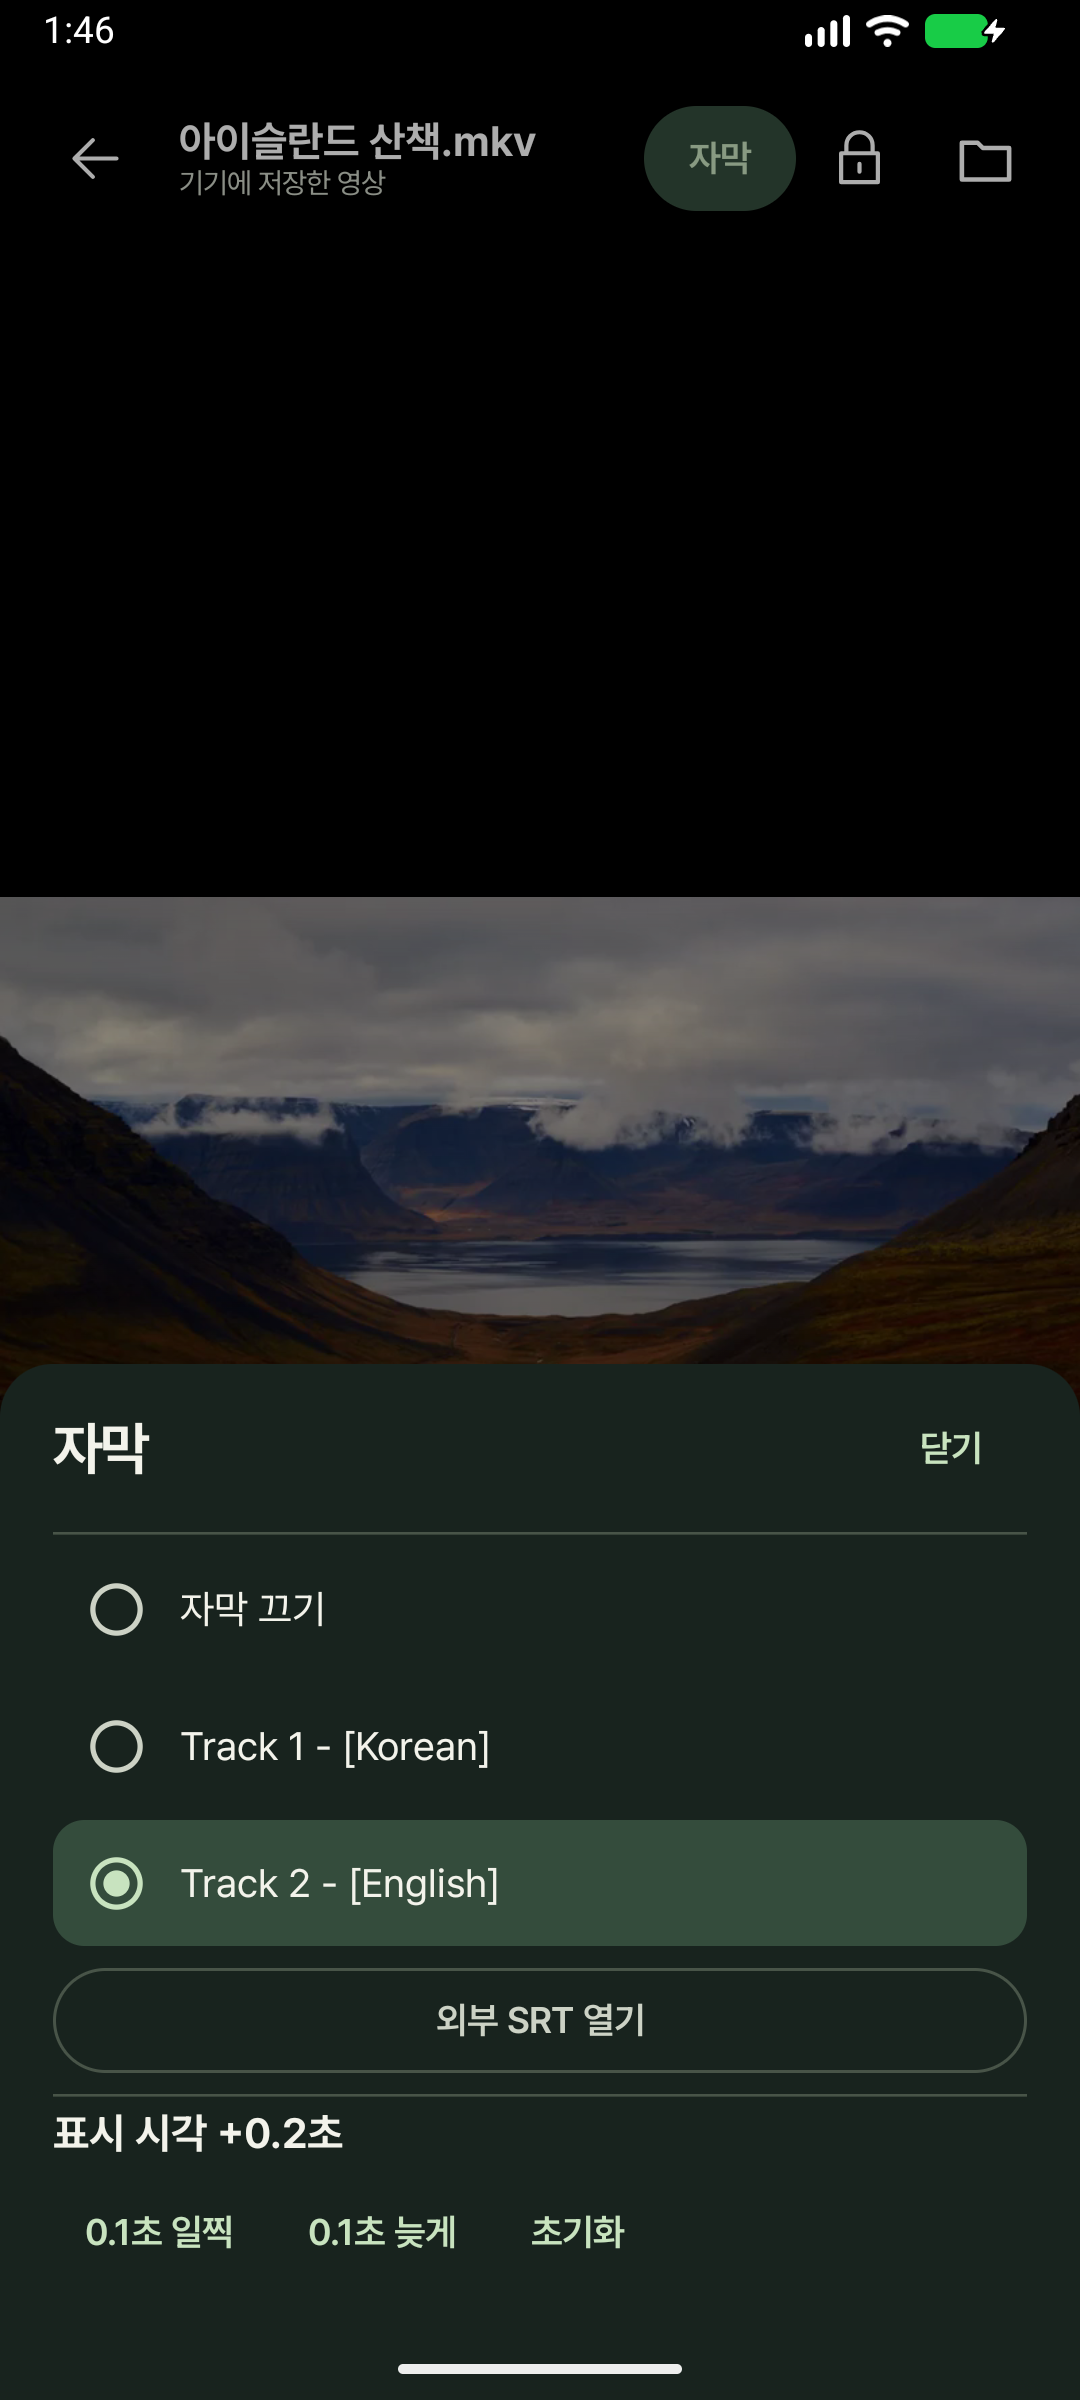 1:46
아이슬란드 산책.mkv
기기에 저장한 영상
자막
자막
닫기
자막 끄기
Track 1 - [Korean]
Track 2 - [English]
외부 SRT 열기
표시 시각 +0.2초
0.1초 일찍
0.1초 늦게
초기화